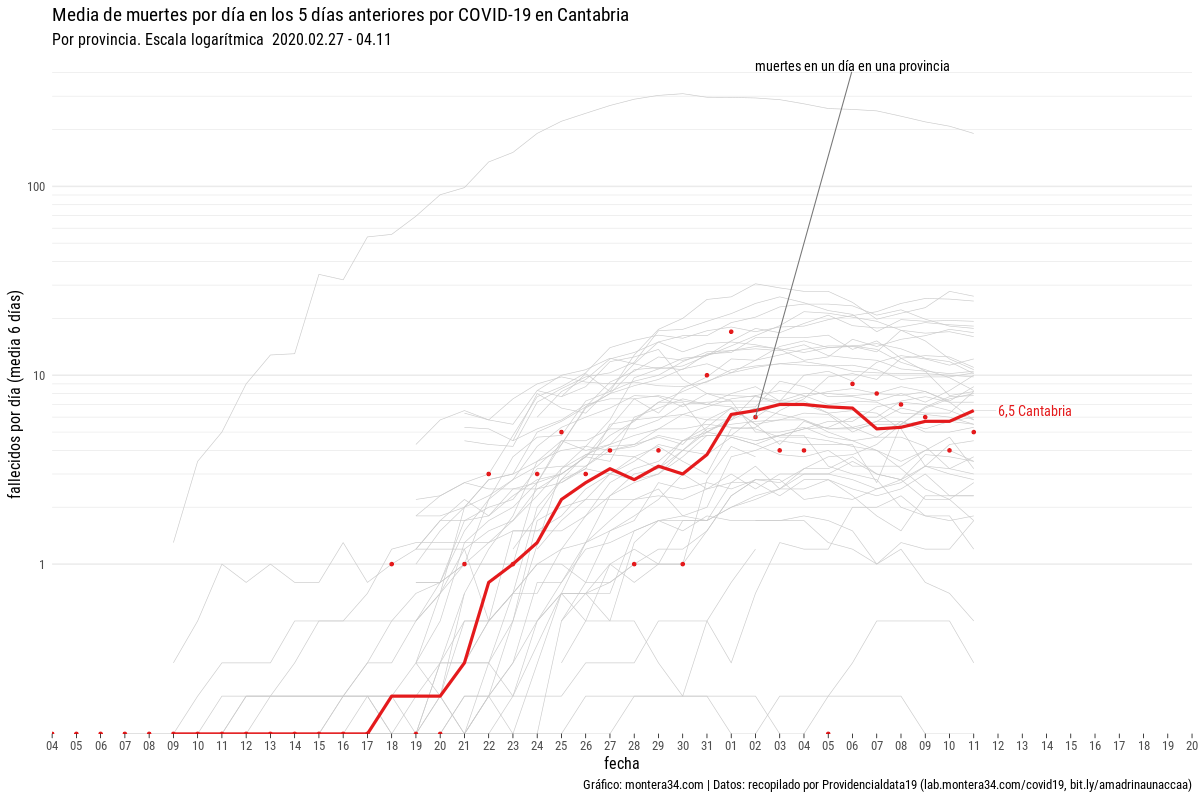 Media de muertes por día en los 5 días anteriores por COVID-19 en Cantabria
Por provincia. Escala logarítmica 2020.02.27 - 04.11
muertes en un día en una provincia
fallecidos por día (media 6 días)
100
10
1
6,5 Cantabria
04 05 06 07 08 09 10 11 12 13 14 15 16 17 18 19 20 21 22 23 24 25 26 27 28 29 30 31 01 02 03 04 05 06 07 08 09 10 11 12 13 14 15 16 17 18 19 20
fecha
Gráfico: montera34.com | Datos: recopilado por Providencialdata19 (lab.montera34.com/covid19, bit.ly/amadrinaunaccaa)